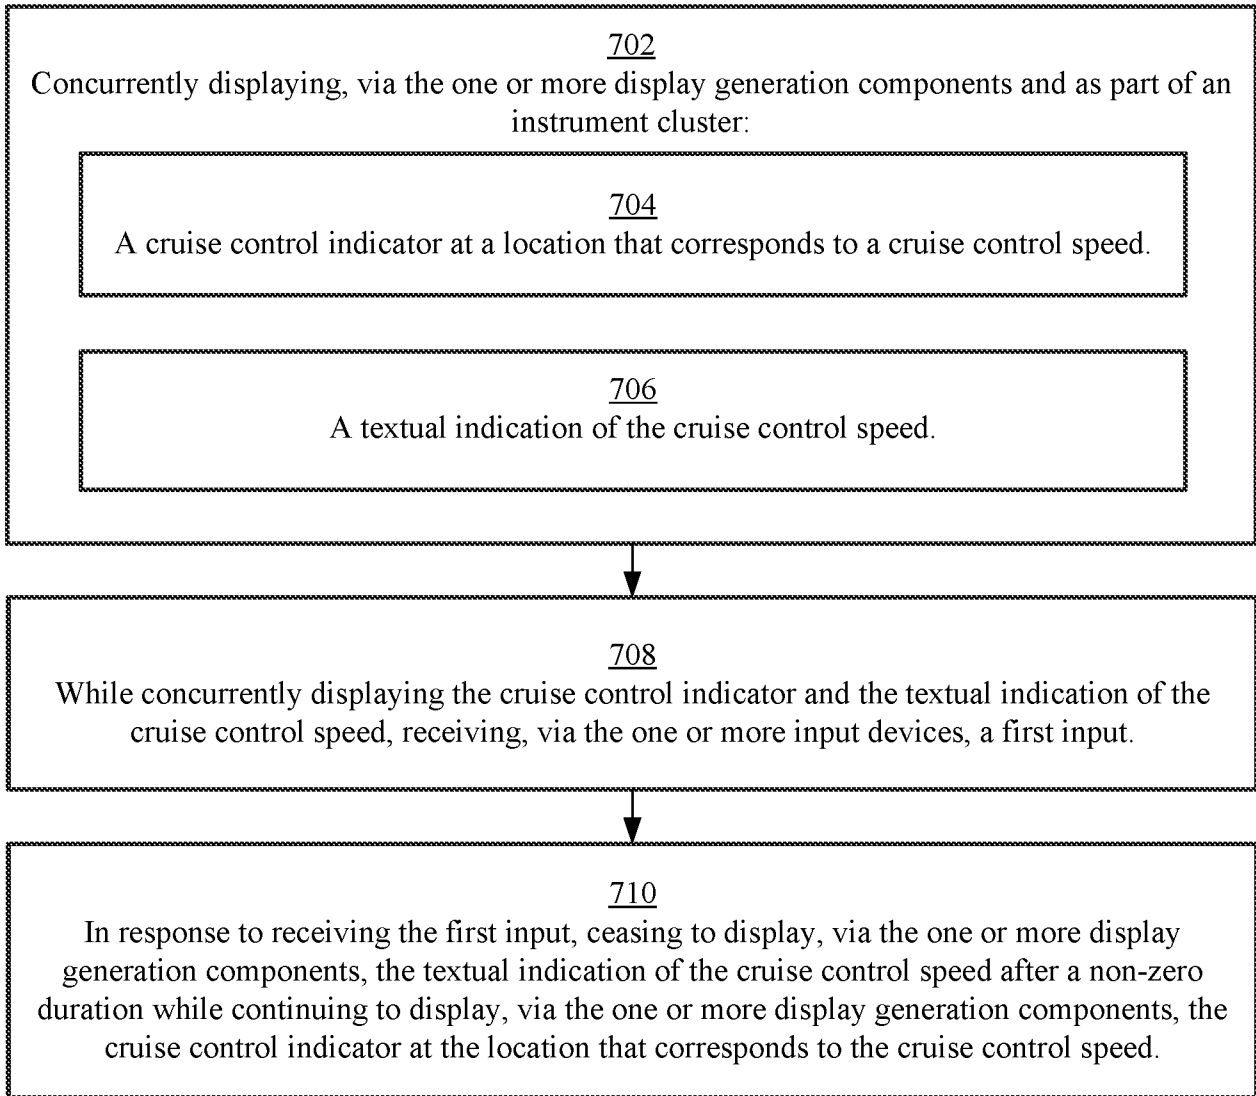 702
Concurrently displaying, via the one or more display generation components and as part of an
instrument cluster:
704
A cruise control indicator at a location that corresponds to a cruise control speed.
706
A textual indication of the cruise control speed.
708
While concurrently displaying the cruise control indicator and the textual indication of the
cruise control speed, receiving, via the one or more input devices, a first input.
710
In response to receiving the first input, ceasing to display, via the one or more display
generation components, the textual indication of the cruise control speed after a non-zero
duration while continuing to display, via the one or more display generation components, the
cruise control indicator at the location that corresponds to the cruise control speed.